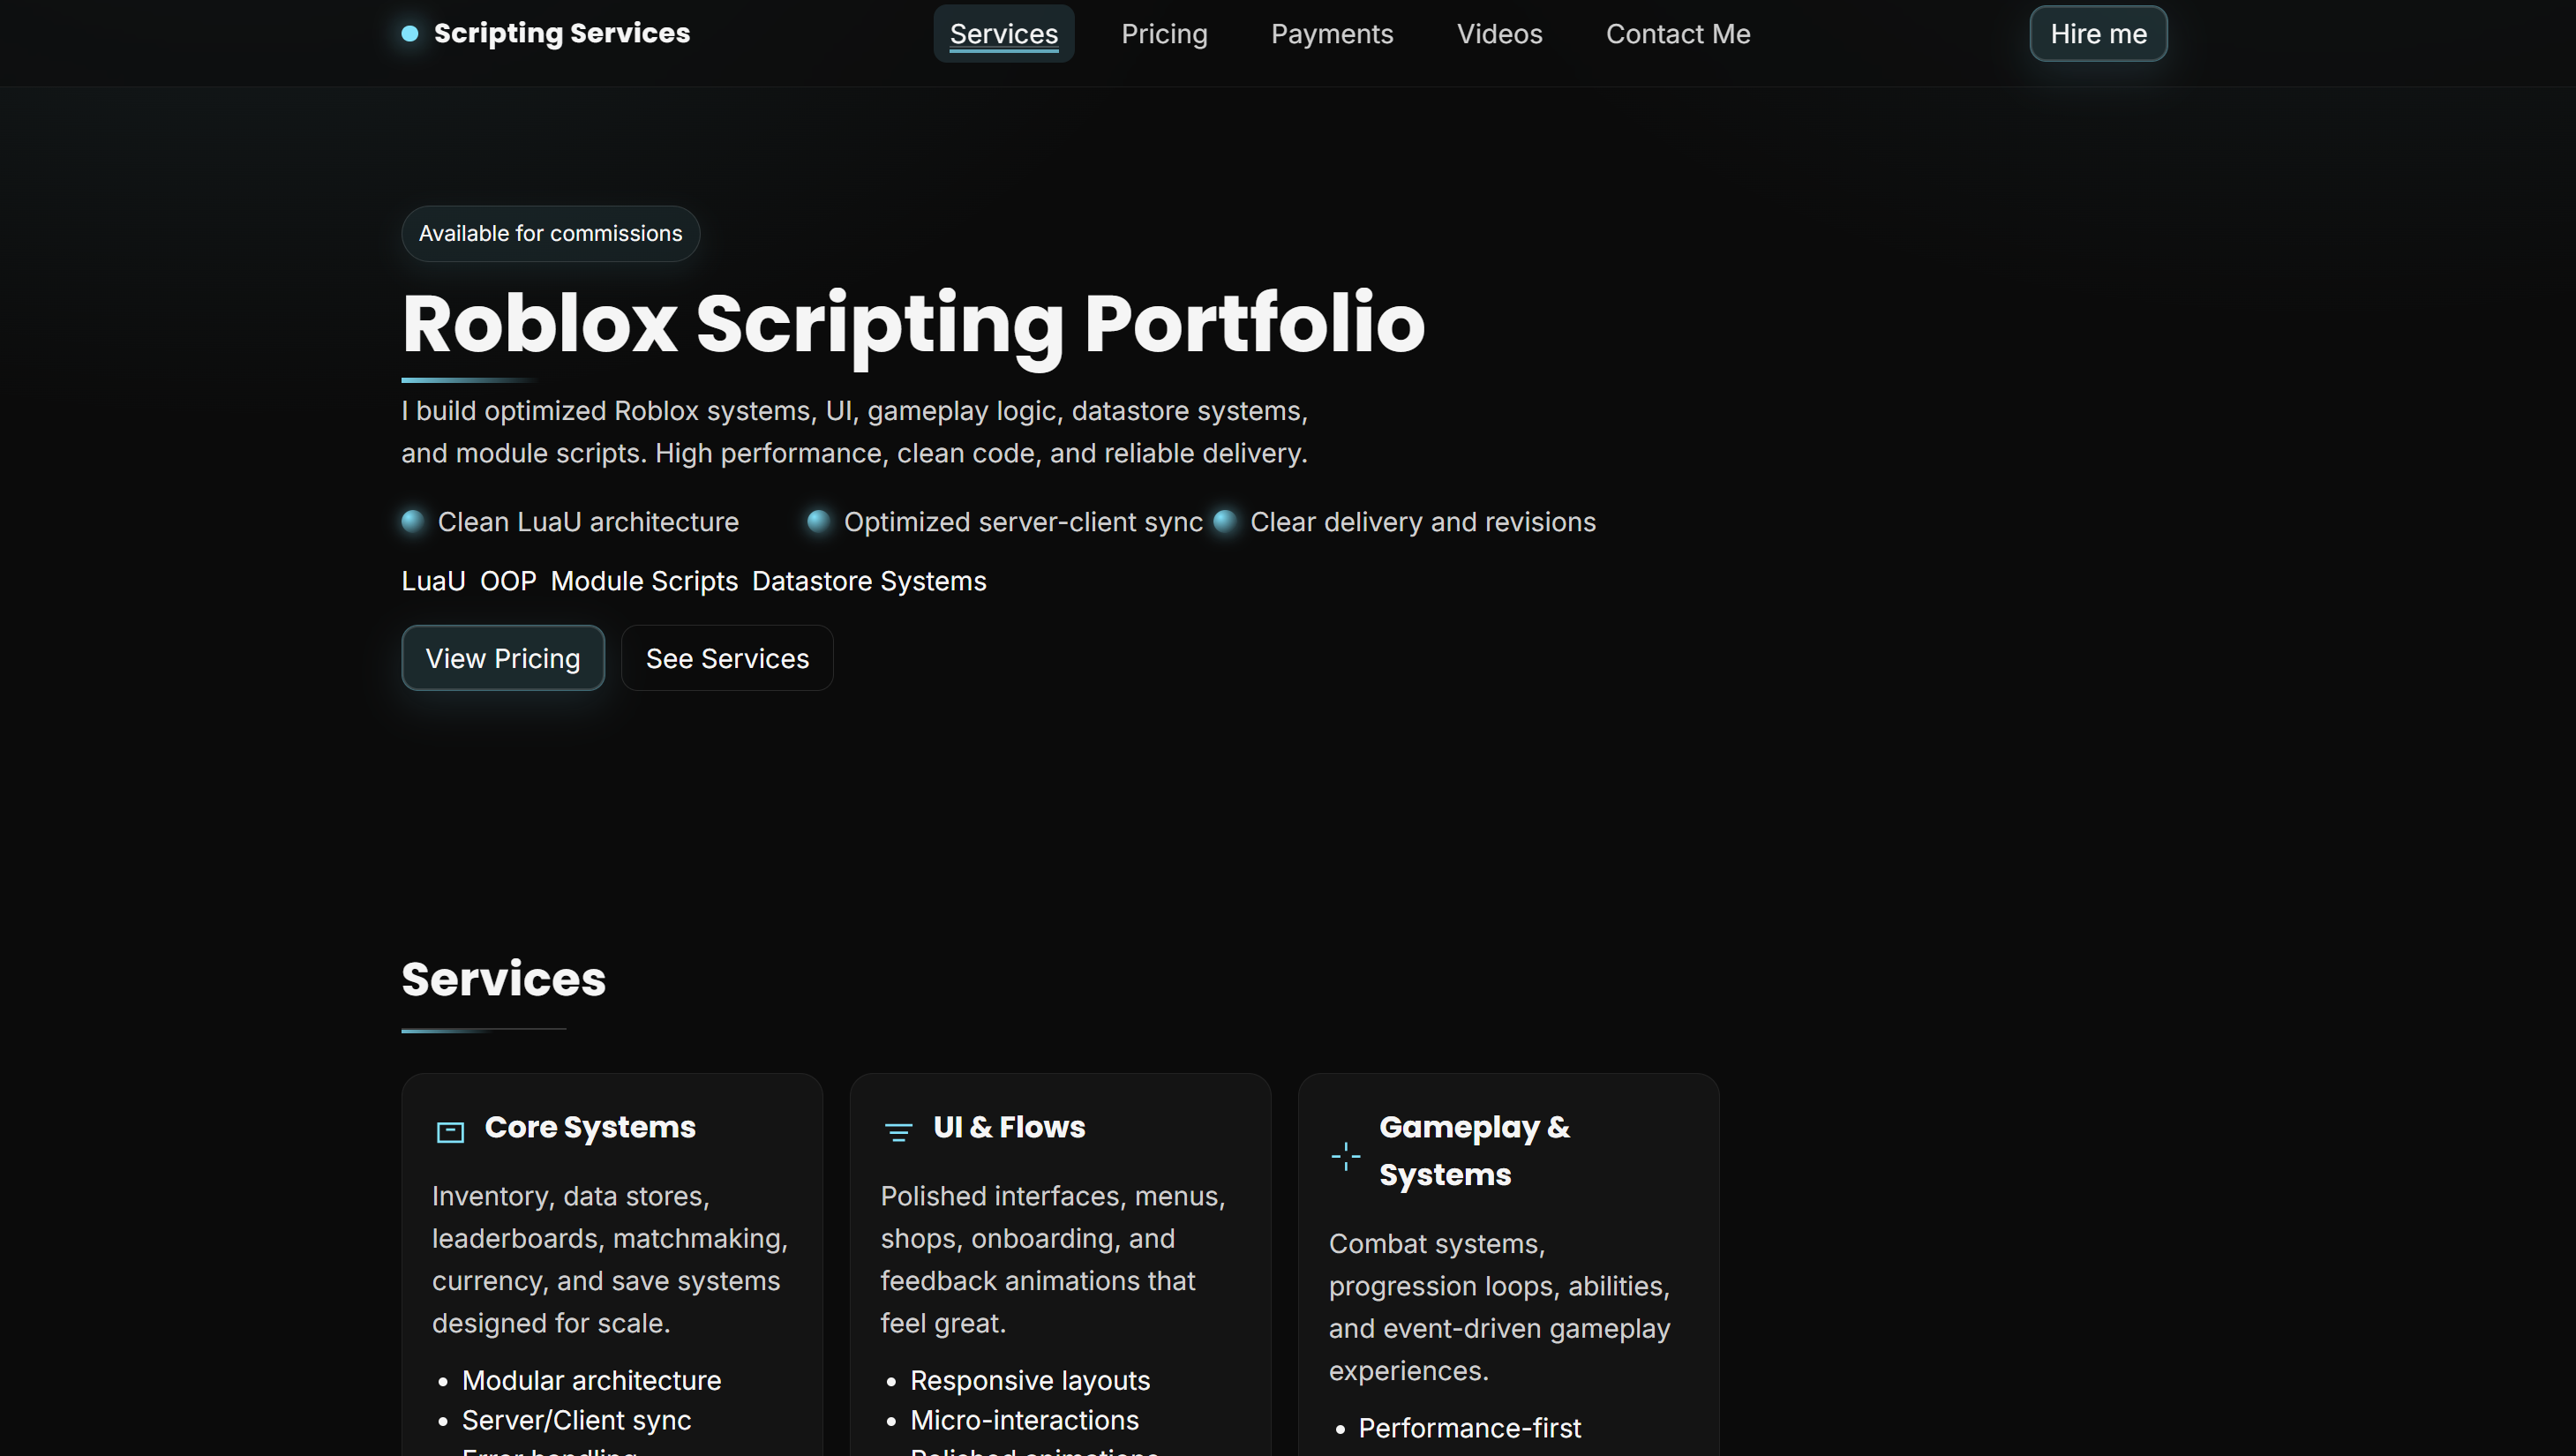 Scripting Services
Services
Pricing
Payments
Videos
Contact Me
Hire me
Available for commissions
Roblox Scripting Portfolio
I build optimized Roblox systems, UI, gameplay logic, datastore systems,
and module scripts. High performance, clean code, and reliable delivery.
Clean LuaU architecture
Optimized server-client sync
Clear delivery and revisions
LuaU OOP Module Scripts Datastore Systems
View Pricing
See Services
Services
Core Systems
Inventory, data stores,
leaderboards, matchmaking,
currency, and save systems
designed for scale.
• Modular architecture
• Server/Client sync
Error handling
UI & Flows
Polished interfaces, menus,
shops, onboarding, and
feedback animations that
feel great.
• Responsive layouts
• Micro-interactions
Polished animations
Gameplay &
Systems
Combat systems,
progression loops, abilities,
and event-driven gameplay
experiences.
• Performance-first